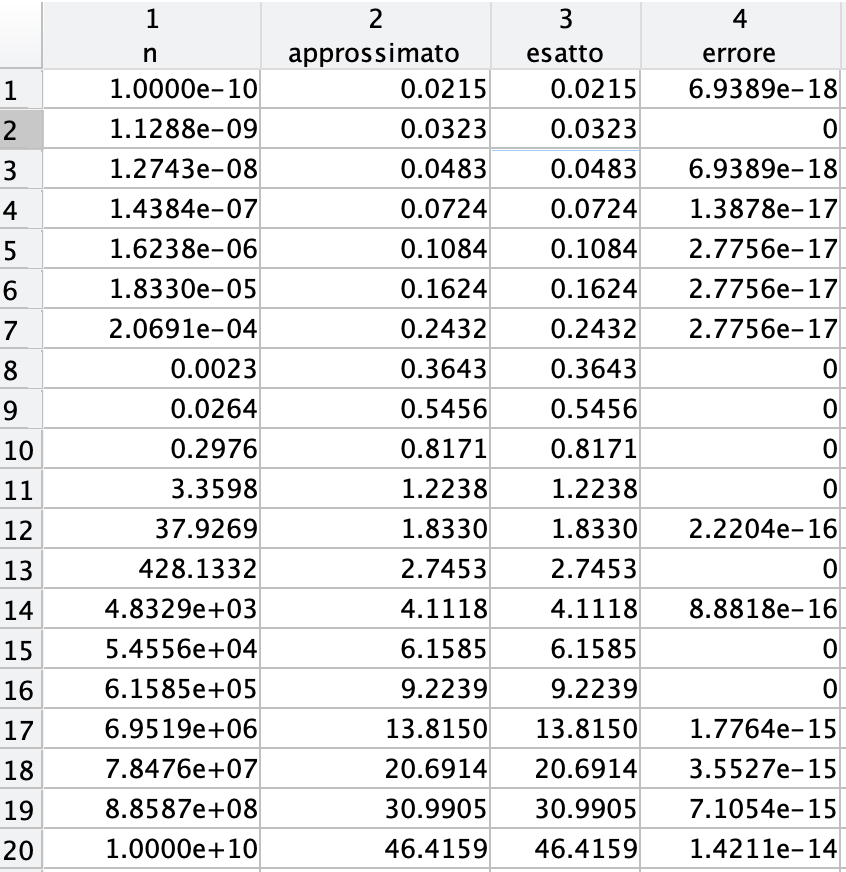 1 2 3 4
n approssimato esatto errore
1 1.0000e-10 0.0215 0.0215 6.9389e-18
2 1.1288e-09 0.0323 0.0323 0
3 1.2743e-08 0.0483 0.0483 6.9389e-18
4 1.4384e-07 0.0724 0.0724 1.3878e-17
5 1.6238e-06 0.1084 0.1084 2.7756e-17
6 1.8330e-05 0.1624 0.1624 2.7756e-17
7 2.0691e-04 0.2432 0.2432 2.7756e-17
8 0.0023 0.3643 0.3643 0
9 0.0264 0.5456 0.5456 0
10 0.2976 0.8171 0.8171 0
11 3.3598 1.2238 1.2238 0
12 37.9269 1.8330 1.8330 2.2204e-16
13 428.1332 2.7453 2.7453 0
14 4.8329e+03 4.1118 4.1118 8.8818e-16
15 5.4556e+04 6.1585 6.1585 0
16 6.1585e+05 9.2239 9.2239 0
17 6.9519e+06 13.8150 13.8150 1.7764e-15
18 7.8476e+07 20.6914 20.6914 3.5527e-15
19 8.8587e+08 30.9905 30.9905 7.1054e-15
20 1.0000e+10 46.4159 46.4159 1.4211e-14